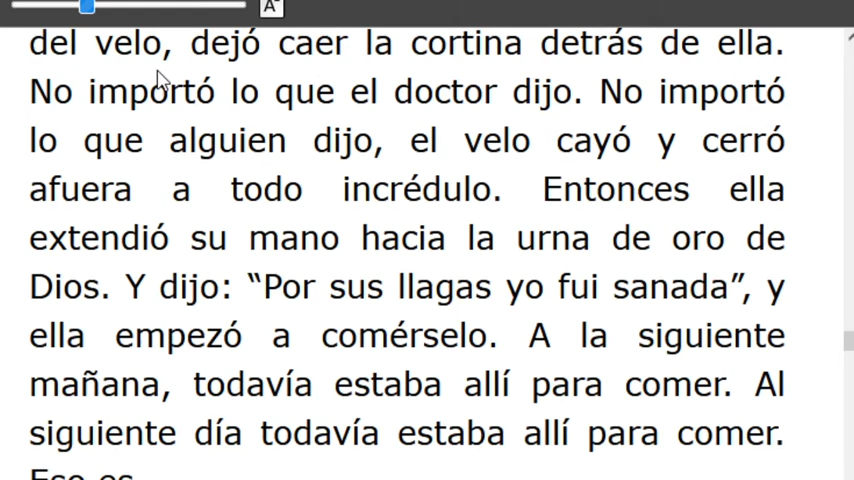 A
del velo, dejó caer la cortina detrás de ella.
No importó lo que el doctor dijo. No importó
lo que alguien dijo, el velo cayó y cerró
afuera a todo incrédulo. Entonces ella
extendió su mano hacia la urna de oro de
Dios. Y dijo: “Por sus llagas yo fui sanada”, y
ella empezó a comérselo. A la siguiente
mañana, todavía estaba allí para comer. Al
siguiente día todavía estaba allí para comer.
Eso es